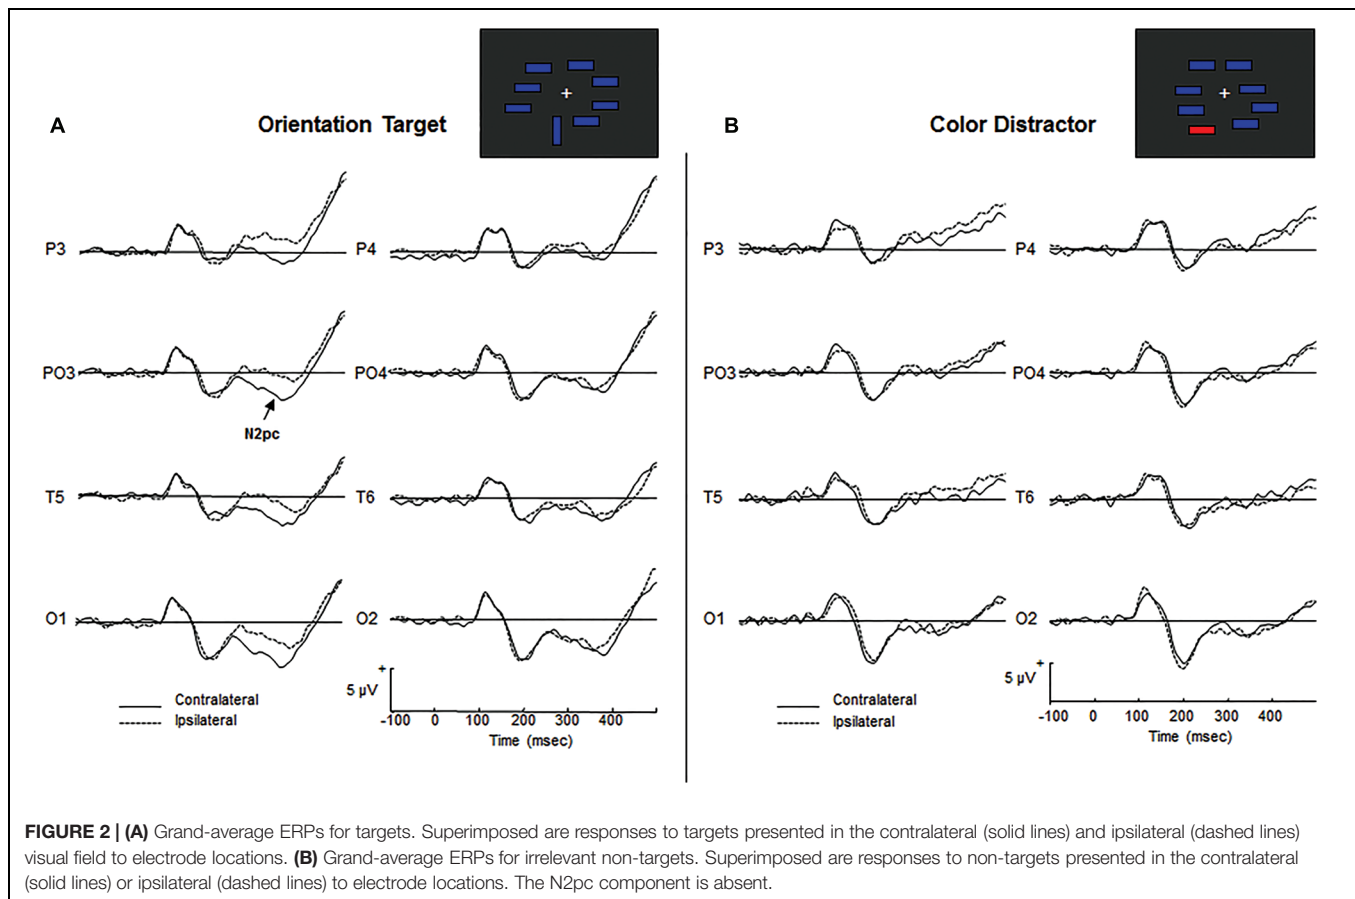 A
Orientation Target
B
Color Distractor
P3
P4
P3
P4
PO3
PO4
PO3
PO4
N2pc
T5
T6
T5
T6
O1
O2
O1
O2
+
5 µV
+
5 µV
Contralateral
Ipsilateral
Contralateral
Ipsilateral
-100 0 100 200 300 400
Time (msec)
-100 0 100 200 300 400
Time (msec)
FIGURE 2 | (A) Grand-average ERPs for targets. Superimposed are responses to targets presented in the contralateral (solid lines) and ipsilateral (dashed lines)
visual field to electrode locations. (B) Grand-average ERPs for irrelevant non-targets. Superimposed are responses to non-targets presented in the contralateral
(solid lines) or ipsilateral (dashed lines) to electrode locations. The N2pc component is absent.